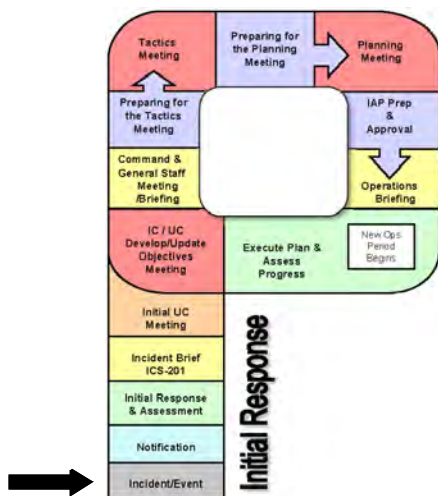 Tactics
Meeting
Preparing for
the Planning
Meeting
Planning
Meeting
Preparing for
the Tactics
Meeting
IAP Prep
&
Approval
Command &
General Staff
Meeting
/Briefing
Operations
Briefing
IC / UC
Develop/Update
Objectives
Meeting
Execute Plan &
Assess
Progress
New Ops
Period
Begins
Initial UC
Meeting
Incident Brief
ICS-201
Initial Response
& Assessment
Notification
Incident/Event
Initial Response